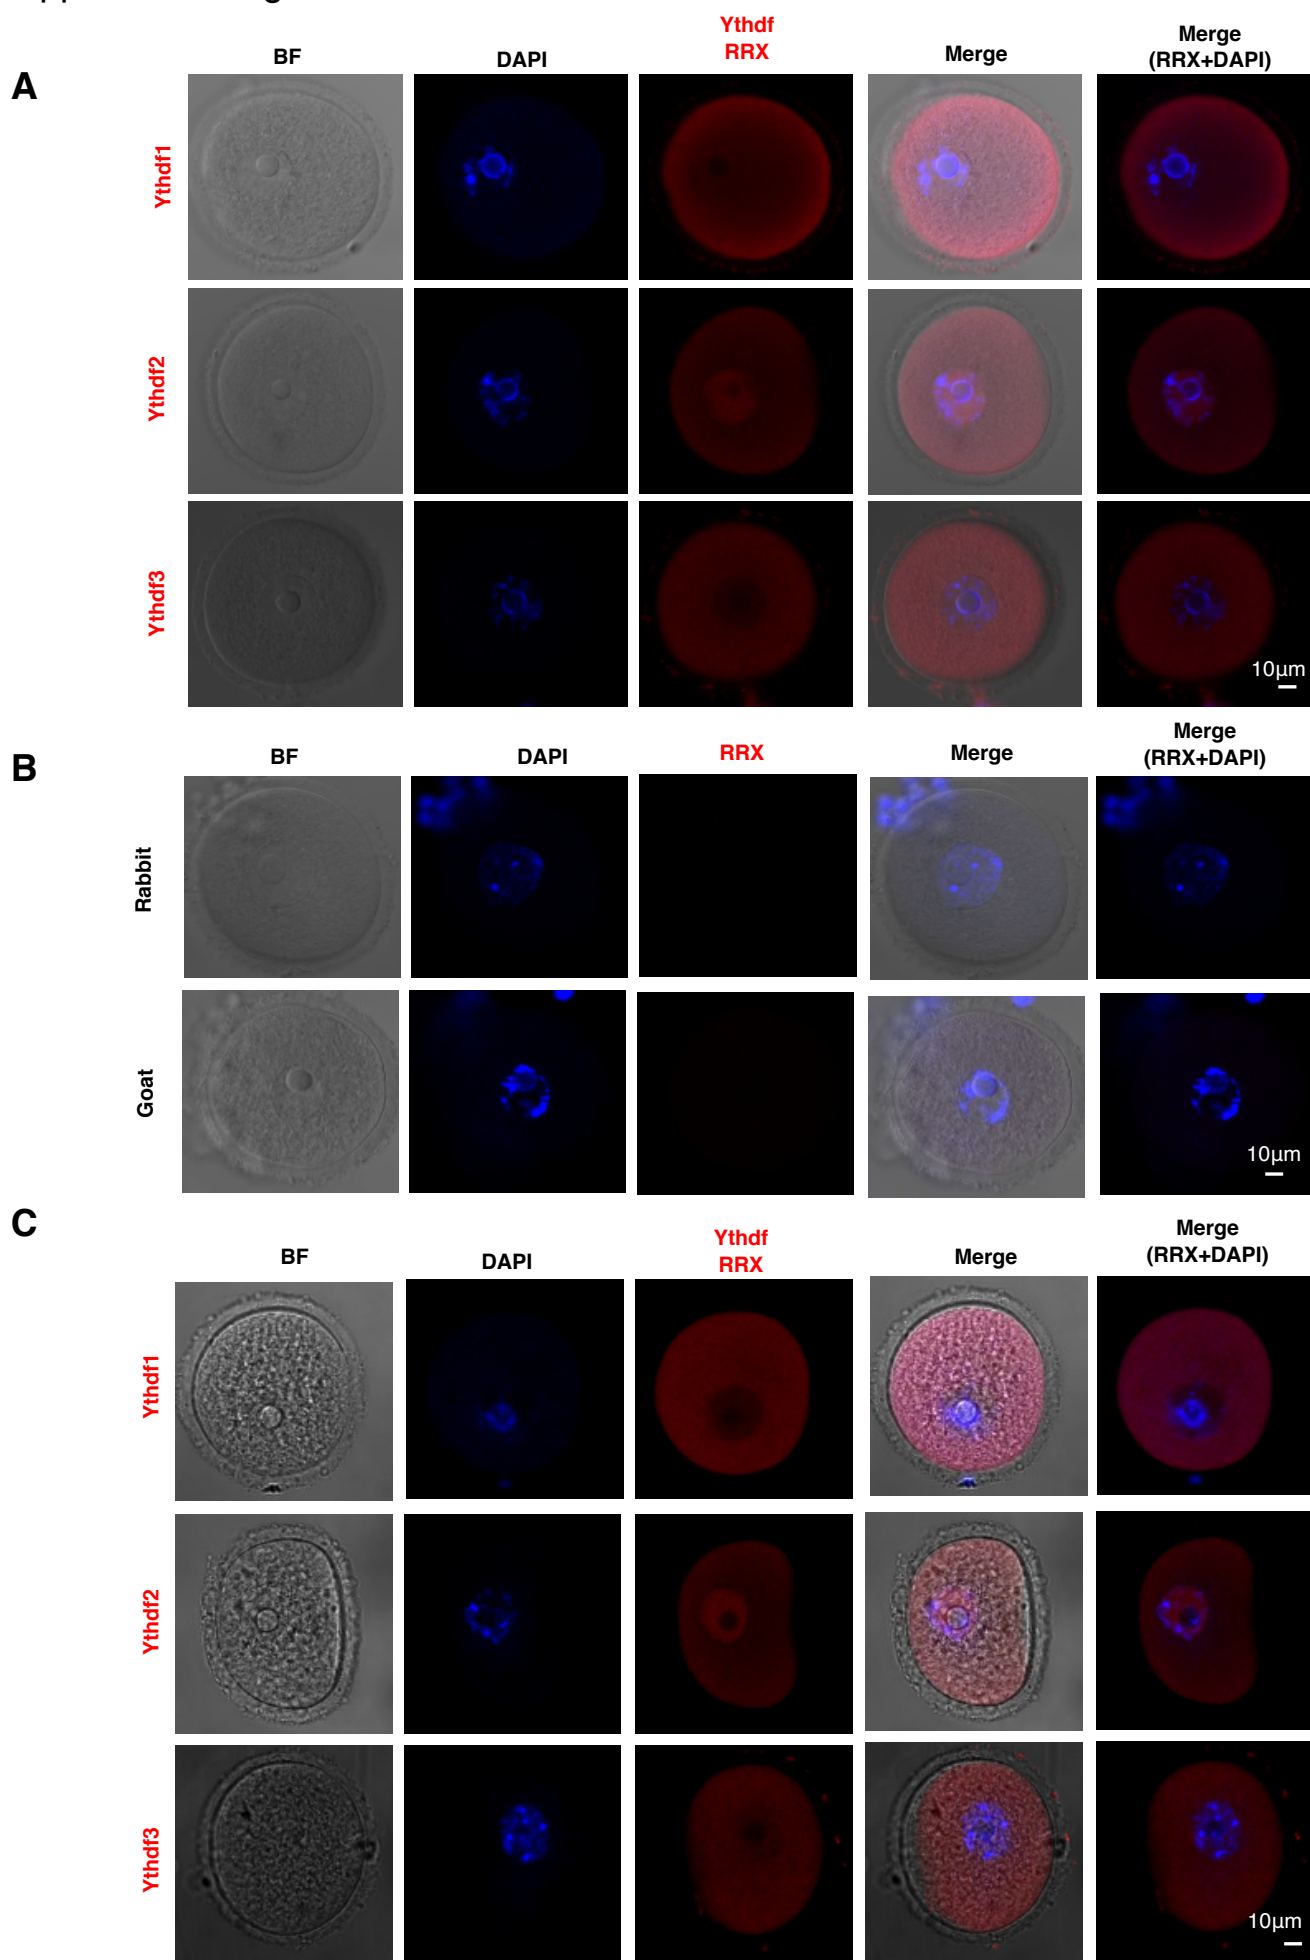 A
BF
DAPI
Ythdf
RRX
Merge
Merge
(RRX+DAPI)
Ythdf1
Ythdf2
Ythdf3
10µm
B
BF
DAPI
RRX
Merge
Merge
(RRX+DAPI)
Rabbit
Goat
10µm
C
BF
DAPI
Ythdf
RRX
Merge
Merge
(RRX+DAPI)
Ythdf1
Ythdf2
Ythdf3
10µm